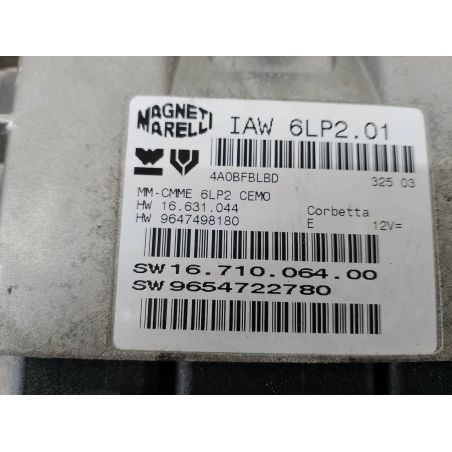 MAGNETI
MARELLI
IAW 6LP2.01
4A0BFBLBD
325 03
MM-CMME 6LP2 CEMO
HW 16.631.044
Corbetta
HW 9647498180
E
12V=
SW 16.710.064.00
SW 9654722780